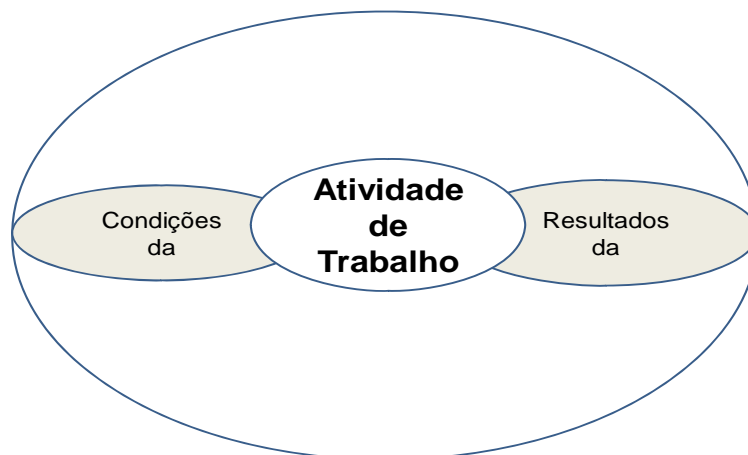 Condições
da
Atividade
de
Trabalho
Resultados
da